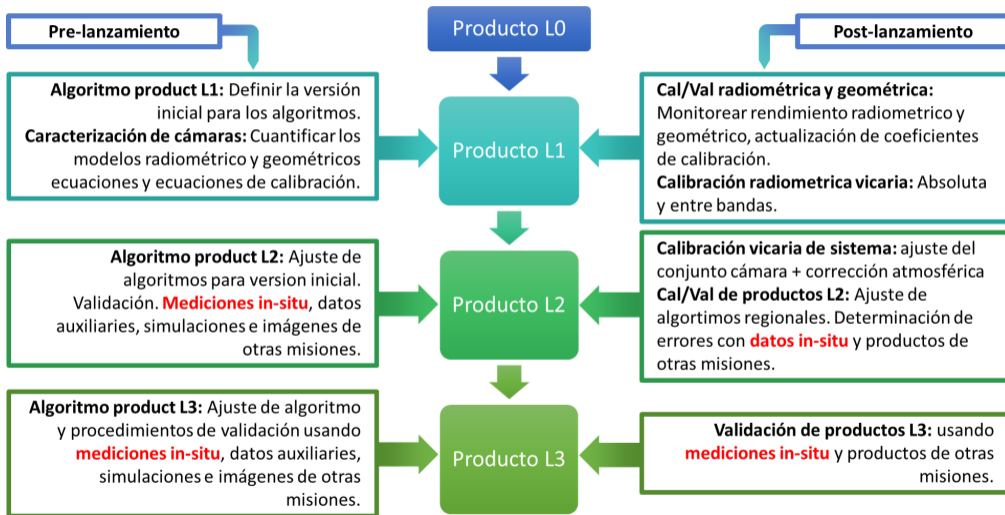 Pre-lanzamiento
Producto L0
Post-lanzamiento
Algoritmo product L1: Definir la versión
inicial para los algoritmos.
Caracterización de cámaras: Cuantificar los
modelos radiométrico y geométricos
ecuaciones y ecuaciones de calibración.
Producto L1
Cal/Val radiométrica y geométrica:
Monitorear rendimiento radiometrico y
geométrico, actualización de coeficientes
de calibración.
Calibración radiometrica vicaria: Absoluta
y entre bandas.
Algoritmo product L2: Ajuste de
algoritmos para version inicial.
Validación. Mediciones in-situ, datos
auxiliaries, simulaciones e imágenes de
otras misiones.
Producto L2
Calibración vicaria de sistema: ajuste del
conjunto cámara + corrección atmosférica
Cal/Val de productos L2: Ajuste de
algortimos regionales. Determinación de
errores con datos in-situ y productos de
otras misiones.
Algoritmo product L3: Ajuste de algoritmo
y procedimientos de validación usando
mediciones in-situ, datos auxiliares,
simulaciones e imágenes de otras
misiones.
Producto L3
Validación de productos L3: usando
mediciones in-situ y productos de otras
misiones.